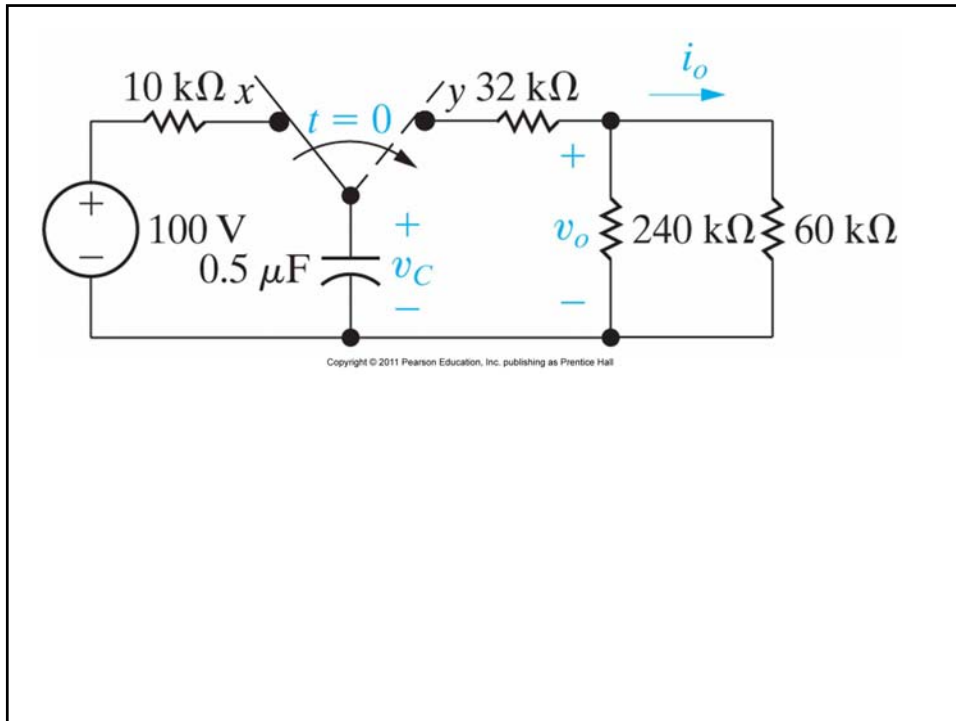 10 kΩ x
y 32 kΩ
i_o
t = 0
+
+
100 V
−
0.5 μF
+
v_C
−
+
v_o
−
240 kΩ
60 kΩ
Copyright © 2011 Pearson Education, Inc. publishing as Prentice Hall